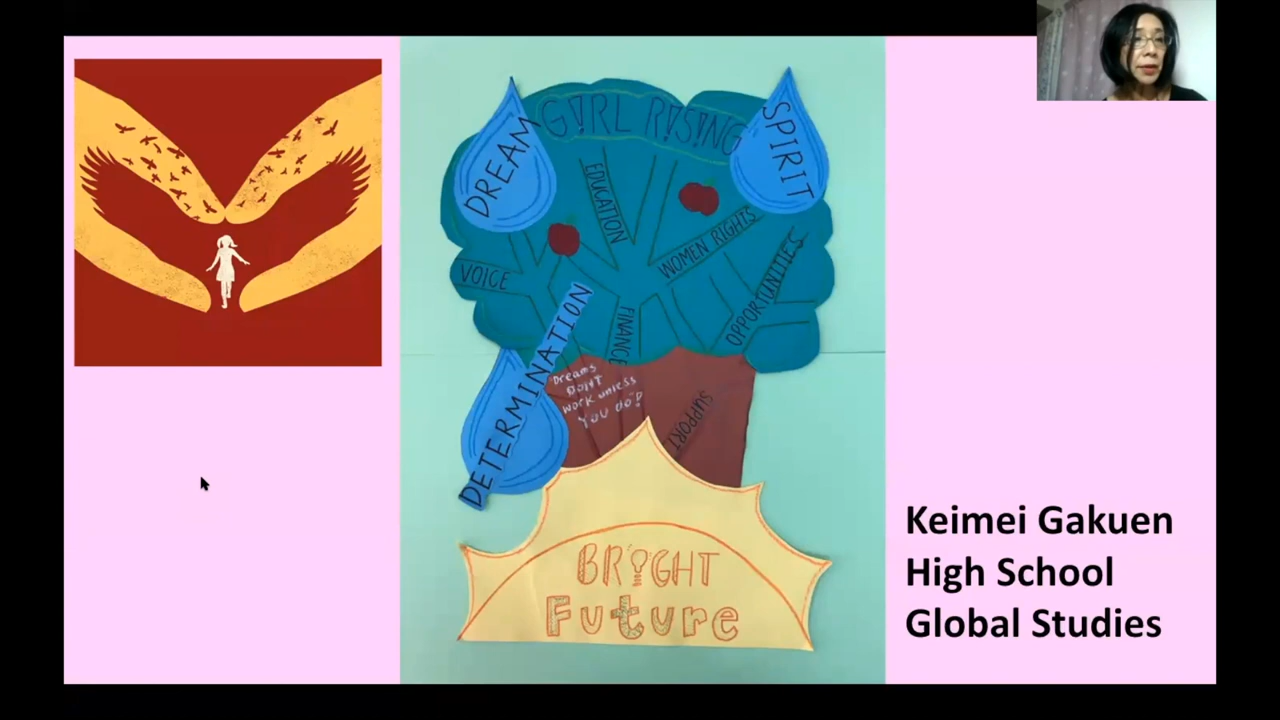 GIRL RISING
DREAM
SPIRIT
EDUCATION
WOMEN RIGHTS
VOICE
OPPORTUNITIES
FINANCE
DETERMINATION
Dreams
DON'T
work unless
You do!
SUPPORT
BRIGHT
Future
Keimei Gakuen
High School
Global Studies